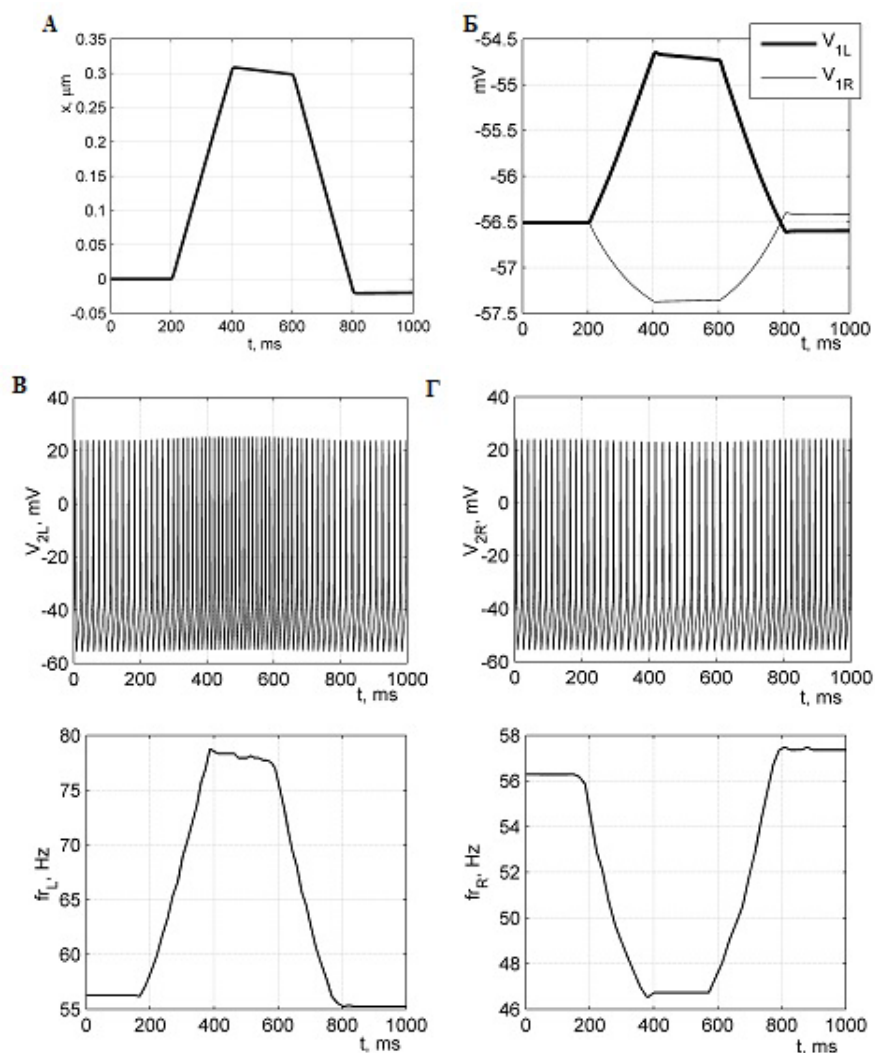 А
0.35
0.3
0.25
0.2
0.15
0.1
0.05
0
-0.05
x, μm
0 200 400 600 800 1000
t, ms
Б
-54.5
-55
-55.5
-56
-56.5
-57
-57.5
mV
V1L
V1R
0 200 400 600 800 1000
t, ms
В
40
20
0
-20
-40
-60
V2L, mV
0 200 400 600 800 1000
t, ms
Г
40
20
0
-20
-40
-60
V2R, mV
0 200 400 600 800 1000
t, ms
80
75
70
65
60
55
frL, Hz
0 200 400 600 800 1000
t, ms
58
56
54
52
50
48
46
frR, Hz
0 200 400 600 800 1000
t, ms